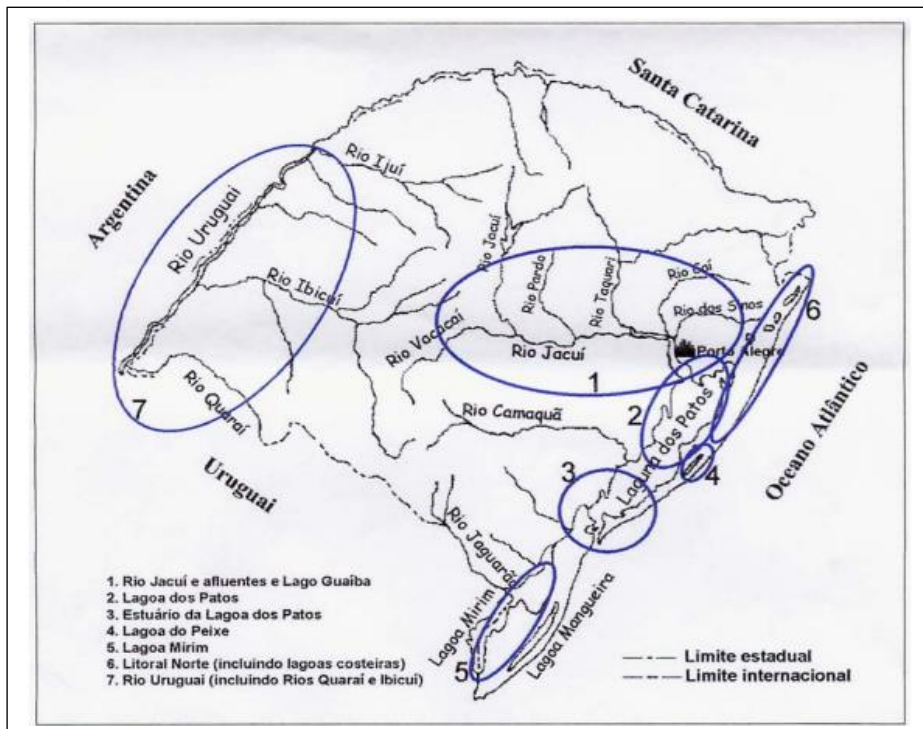 Santa Catarina
Argentina
Rio Ijuí
Rio Uruguai
Rio Jacuí
Rio Pardo
Rio Taquari
Rio Caí
Rio Ibicuí
Rio dos Sinos
6
Rio Vacacaí
Rio Jacuí
Porto Alegre
1
7
Rio Quaraí
2
Laguna dos Patos
Rio Camaquã
Oceano Atlântico
3
4
Uruguai
Rio Jaguarão
Lagoa Mirim
Lagoa Mangueira
5
1. Rio Jacuí e afluentes e Lago Guaíba
2. Lagoa dos Patos
3. Estuário da Lagoa dos Patos
4. Lagoa do Peixe
5. Lagoa Mirim
6. Litoral Norte (incluindo lagoas costeiras)
7. Rio Uruguai (incluindo Rios Quaraí e Ibicuí)
Limite estadual
Limite internacional